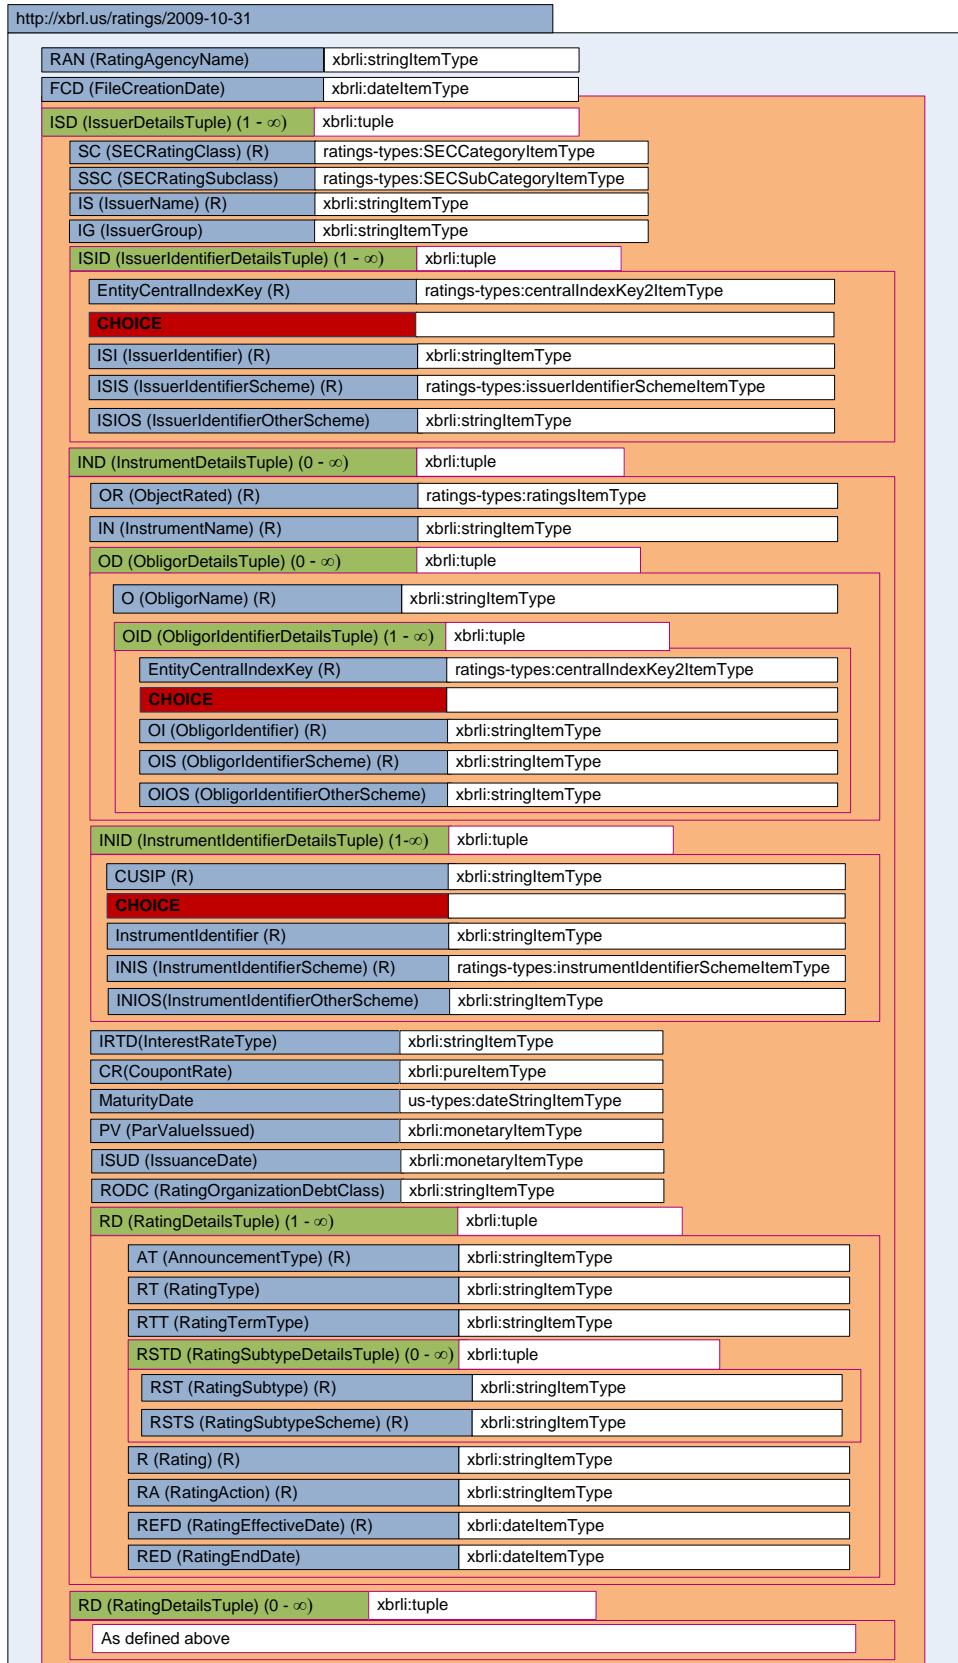 http://xbrl.us/ratings/2009-10-31
RAN (RatingAgencyName) xbrli:stringItemType
FCD (FileCreationDate) xbrli:dateItemType
ISD (IssuerDetailsTuple) (1 - ∞) xbrli:tuple
SC (SECRatingClass) (R) ratings-types:SECCategoryItemType
SSC (SECRatingSubclass) ratings-types:SECSubCategoryItemType
IS (IssuerName) (R) xbrli:stringItemType
IG (IssuerGroup) xbrli:stringItemType
ISID (IssuerIdentifierDetailsTuple) (1 - ∞) xbrli:tuple
EntityCentralIndexKey (R) ratings-types:centralIndexKey2ItemType
CHOICE
ISI (IssuerIdentifier) (R) xbrli:stringItemType
ISIS (IssuerIdentifierScheme) (R) ratings-types:issuerIdentifierSchemeItemType
ISIOS (IssuerIdentifierOtherScheme) xbrli:stringItemType
IND (InstrumentDetailsTuple) (0 - ∞) xbrli:tuple
OR (ObjectRated) (R) ratings-types:ratingsItemType
IN (InstrumentName) (R) xbrli:stringItemType
OD (ObligorDetailsTuple) (0 - ∞) xbrli:tuple
O (ObligorName) (R) xbrli:stringItemType
OID (ObligorIdentifierDetailsTuple) (1 - ∞) xbrli:tuple
EntityCentralIndexKey (R) ratings-types:centralIndexKey2ItemType
CHOICE
OI (ObligorIdentifier) (R) xbrli:stringItemType
OIS (ObligorIdentifierScheme) (R) xbrli:stringItemType
OIOS (ObligorIdentifierOtherScheme) xbrli:stringItemType
INID (InstrumentIdentifierDetailsTuple) (1-∞) xbrli:tuple
CUSIP (R) xbrli:stringItemType
CHOICE
InstrumentIdentifier (R) xbrli:stringItemType
INIS (InstrumentIdentifierScheme) (R) ratings-types:instrumentIdentifierSchemeItemType
INIOS(InstrumentIdentifierOtherScheme) xbrli:stringItemType
IRTD(InterestRateType) xbrli:stringItemType
CR(CoupontRate) xbrli:pureItemType
MaturityDate us-types:dateStringItemType
PV (ParValueIssued) xbrli:monetaryItemType
ISUD (IssuanceDate) xbrli:monetaryItemType
RODC (RatingOrganizationDebtClass) xbrli:stringItemType
RD (RatingDetailsTuple) (1 - ∞) xbrli:tuple
AT (AnnouncementType) (R) xbrli:stringItemType
RT (RatingType) xbrli:stringItemType
RTT (RatingTermType) xbrli:stringItemType
RSTD (RatingSubtypeDetailsTuple) (0 - ∞) xbrli:tuple
RST (RatingSubtype) (R) xbrli:stringItemType
RSTS (RatingSubtypeScheme) (R) xbrli:stringItemType
R (Rating) (R) xbrli:stringItemType
RA (RatingAction) (R) xbrli:stringItemType
REFD (RatingEffectiveDate) (R) xbrli:dateItemType
RED (RatingEndDate) xbrli:dateItemType
RD (RatingDetailsTuple) (0 - ∞) xbrli:tuple
As defined above